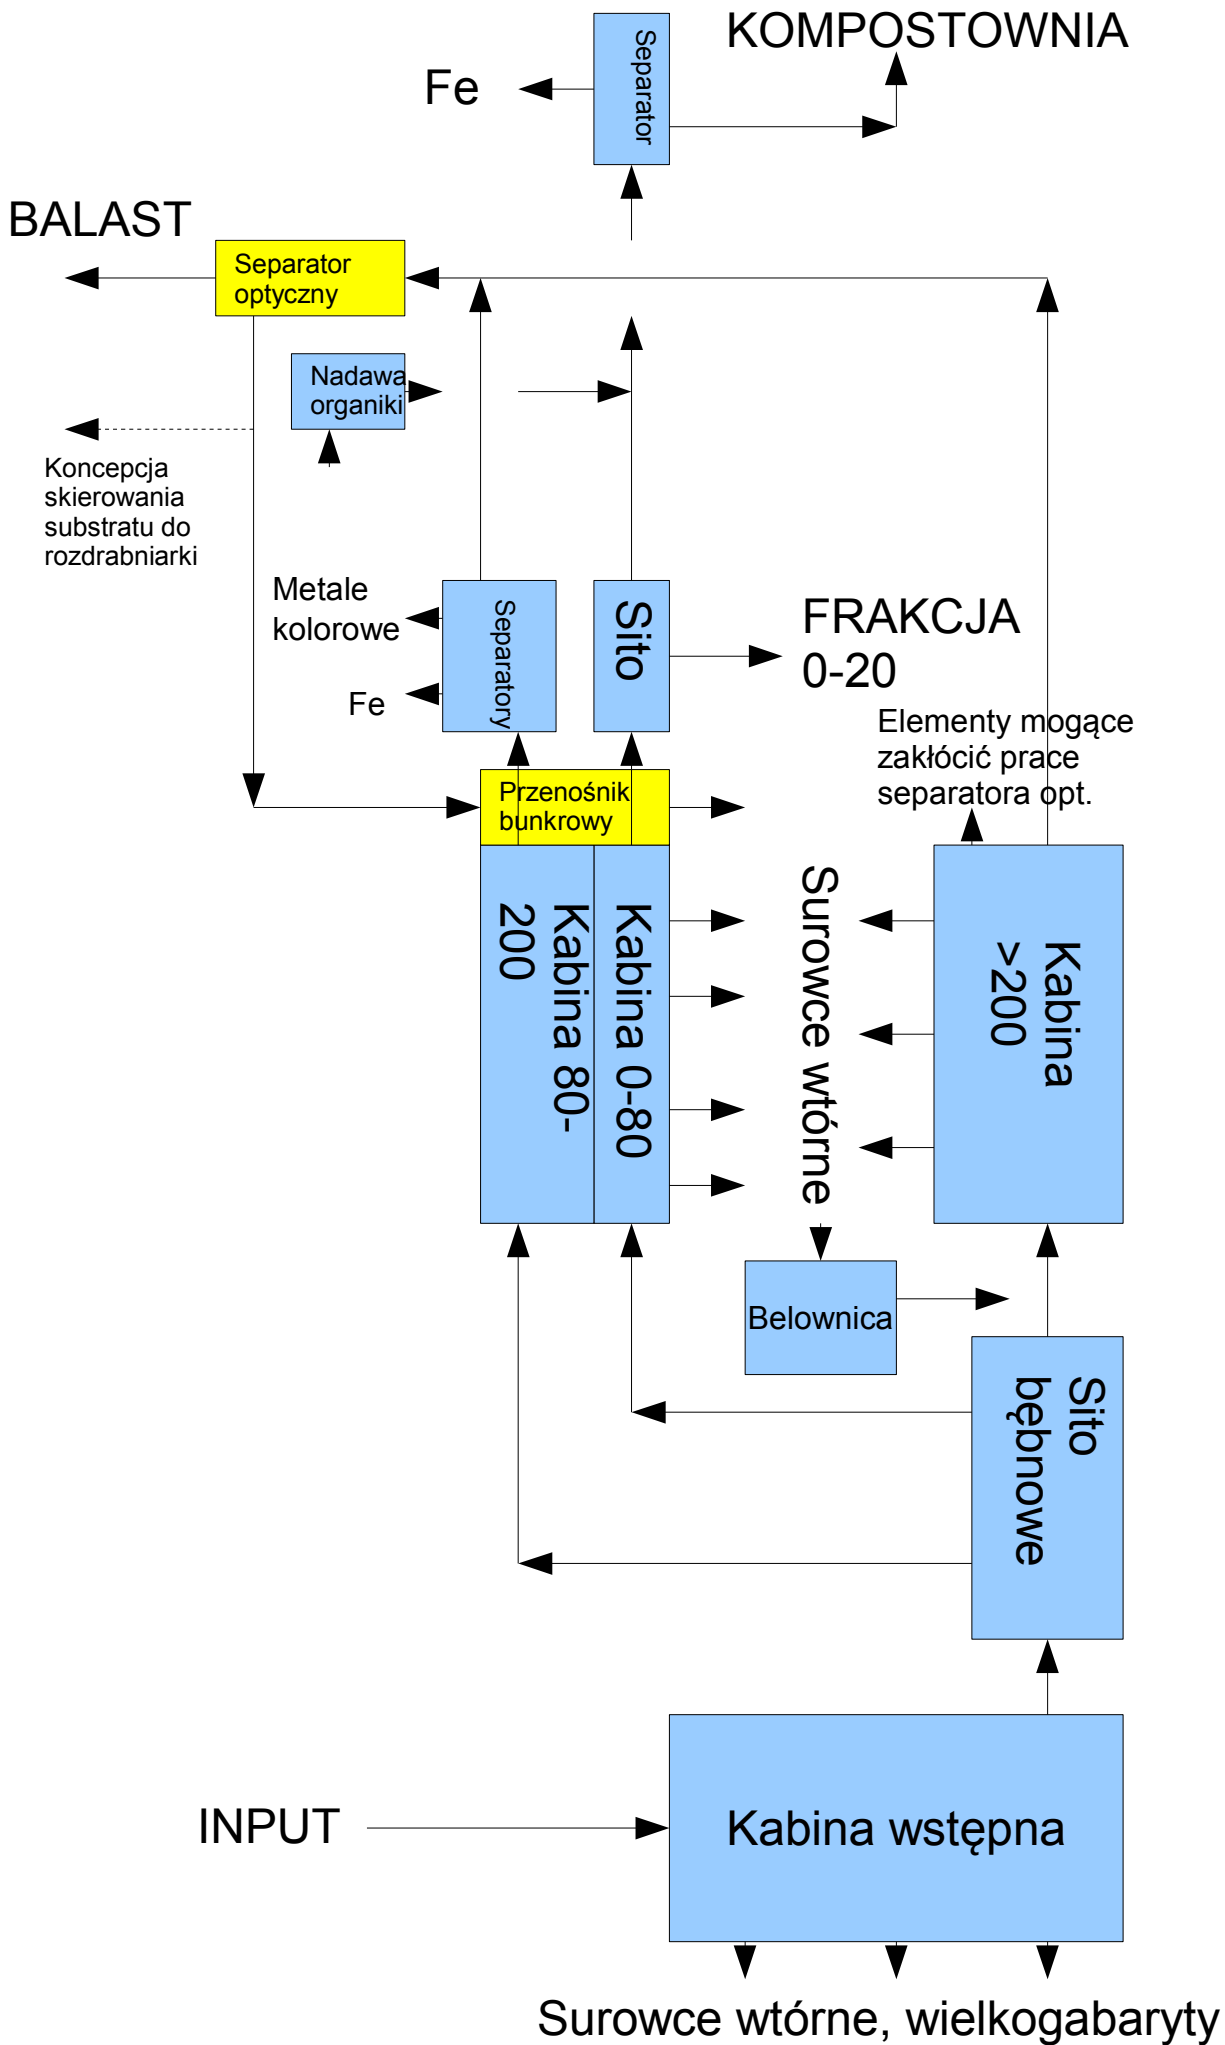 KOMPOSTOWNIA
Separator
Fe
BALAST
Separator
optyczny
Nadawa
organiki
Koncepcja
skierowania
substratu do
rozdrabniarki
Metale
kolorowe
Fe
Separatory
Sito
FRAKCJA
0-20
Elementy mogące
zakłócić prace
separatora opt.
Przenośnik
bunkrowy
Kabina 80-
200
Kabina 0-80
Surowce wtórne
Kabina
>200
Belownica
Sito
bębnowe
INPUT
Kabina wstępna
Surowce wtórne, wielkogabaryty